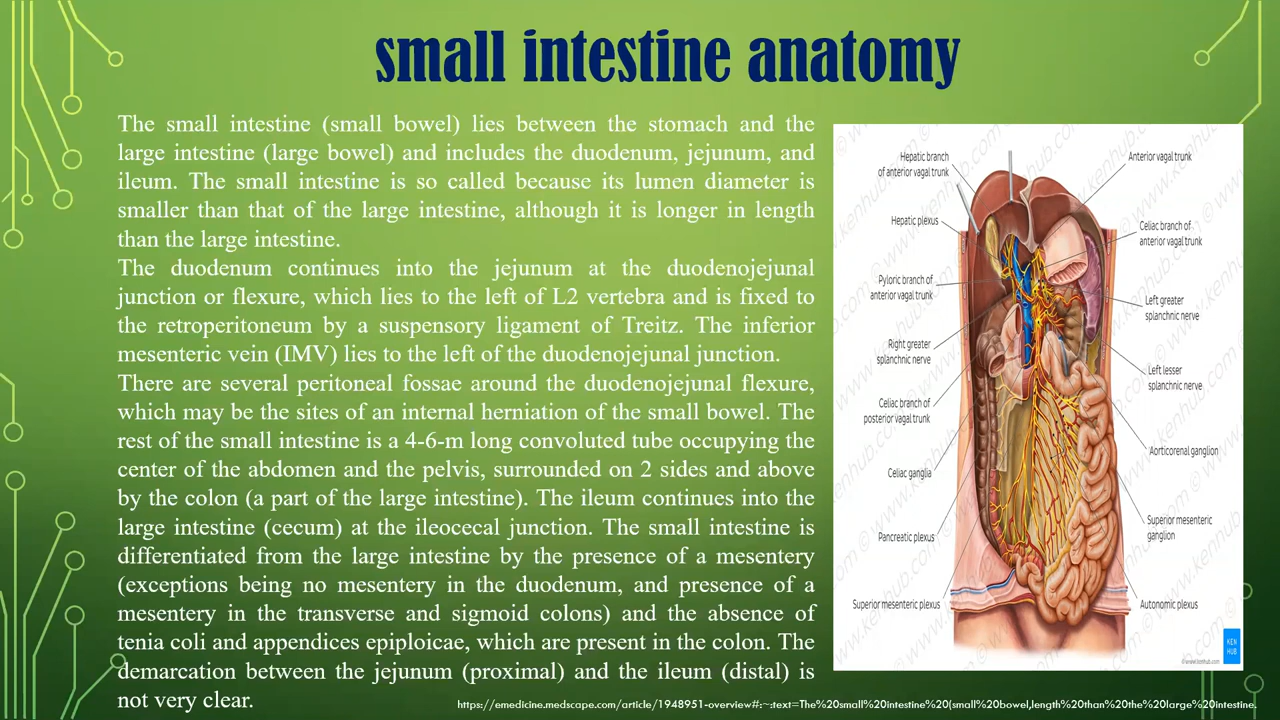 small intestine anatomy
The small intestine (small bowel) lies between the stomach and the
large intestine (large bowel) and includes the duodenum, jejunum, and
ileum. The small intestine is so called because its lumen diameter is
smaller than that of the large intestine, although it is longer in length
than the large intestine.
The duodenum continues into the jejunum at the duodenojejunal
junction or flexure, which lies to the left of L2 vertebra and is fixed to
the retroperitoneum by a suspensory ligament of Treitz. The inferior
mesenteric vein (IMV) lies to the left of the duodenojejunal junction.
There are several peritoneal fossae around the duodenojejunal flexure,
which may be the sites of an internal herniation of the small bowel. The
rest of the small intestine is a 4-6-m long convoluted tube occupying the
center of the abdomen and the pelvis, surrounded on 2 sides and above
by the colon (a part of the large intestine). The ileum continues into the
large intestine (cecum) at the ileocecal junction. The small intestine is
differentiated from the large intestine by the presence of a mesentery
(exceptions being no mesentery in the duodenum, and presence of a
mesentery in the transverse and sigmoid colons) and the absence of
tenia coli and appendices epiploicae, which are present in the colon. The
demarcation between the jejunum (proximal) and the ileum (distal) is
not very clear.
Hepatic branch
of anterior vagal trunk
Hepatic plexus
Pyloric branch of
anterior vagal trunk
Right greater
splanchnic nerve
Celiac branch of
posterior vagal trunk
Celiac ganglia
Pancreatic plexus
Superior mesenteric plexus
Anterior vagal trunk
Celiac branch of
anterior vagal trunk
Left greater
splanchnic nerve
Left lesser
splanchnic nerve
Aorticorenal ganglion
Superior mesenteric
ganglion
Autonomic plexus
KEN
HUB
© www.kenhub.com
https://emedicine.medscape.com/article/1948951-overview#:~:text=The%20small%20intestine%20(small%20bowel,length%20than%20the%20large%20intestine.